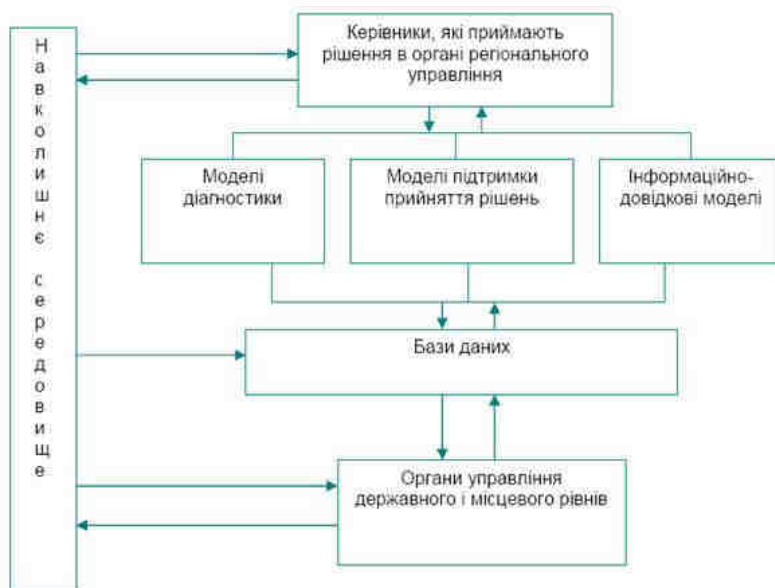 Навколишнє середовище
Керівники, які приймають
рішення в органі регіонального
управління
Моделі
діагностики
Моделі підтримки
прийняття рішень
Інформаційно-
довідкові моделі
Бази даних
Органи управління
державного і місцевого рівнів